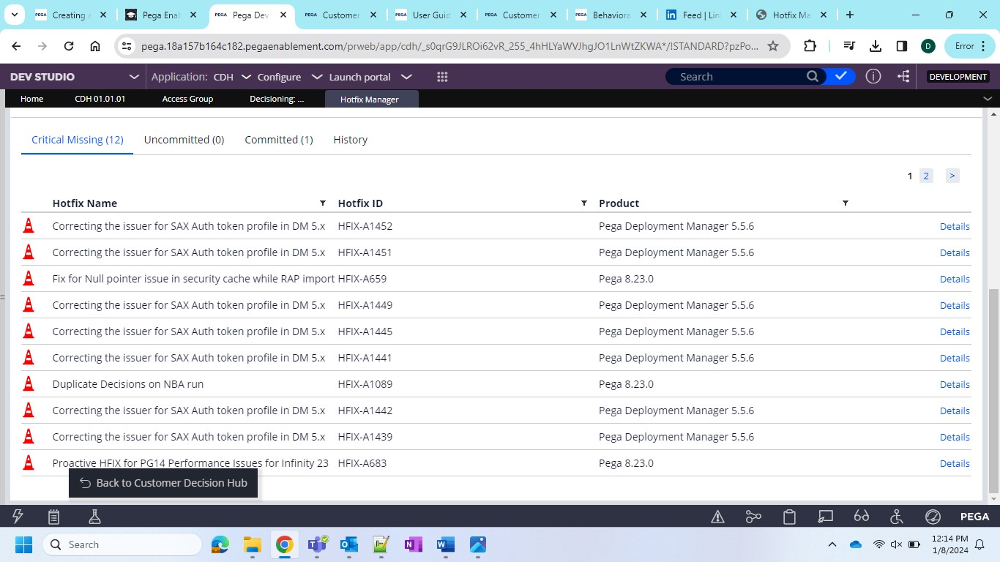 PEGA Creating a
Pega Enab
PEGA Pega Dev
PEGA Customer
PEGA User Guid
PEGA Customer
PEGA Behaviora
in Feed | Lin
Hotfix Ma
pega.18a157b164c182.pegaenablement.com/prweb/app/cdh/_s0qrG9JLROi62vR_255_4hHLYaWVJhgJO1LnWtZKWA*/!STANDARD?pzPo...
D
Error
DEV STUDIO
Application: CDH
Configure
Launch portal
Search
DEVELOPMENT
Home
CDH 01.01.01
Access Group
Decisioning: ...
Hotfix Manager
Critical Missing (12)
Uncommitted (0)
Committed (1)
History
1 2 >
Hotfix Name Hotfix ID Product
Correcting the issuer for SAX Auth token profile in DM 5.x HFIX-A1452 Pega Deployment Manager 5.5.6 Details
Correcting the issuer for SAX Auth token profile in DM 5.x HFIX-A1451 Pega Deployment Manager 5.5.6 Details
Fix for Null pointer issue in security cache while RAP import HFIX-A659 Pega 8.23.0 Details
Correcting the issuer for SAX Auth token profile in DM 5.x HFIX-A1449 Pega Deployment Manager 5.5.6 Details
Correcting the issuer for SAX Auth token profile in DM 5.x HFIX-A1445 Pega Deployment Manager 5.5.6 Details
Correcting the issuer for SAX Auth token profile in DM 5.x HFIX-A1441 Pega Deployment Manager 5.5.6 Details
Duplicate Decisions on NBA run HFIX-A1089 Pega 8.23.0 Details
Correcting the issuer for SAX Auth token profile in DM 5.x HFIX-A1442 Pega Deployment Manager 5.5.6 Details
Correcting the issuer for SAX Auth token profile in DM 5.x HFIX-A1439 Pega Deployment Manager 5.5.6 Details
Proactive HFIX for PG14 Performance Issues for Infinity 23 HFIX-A683 Pega 8.23.0 Details
Back to Customer Decision Hub
PEGA
Search
12:14 PM
1/8/2024